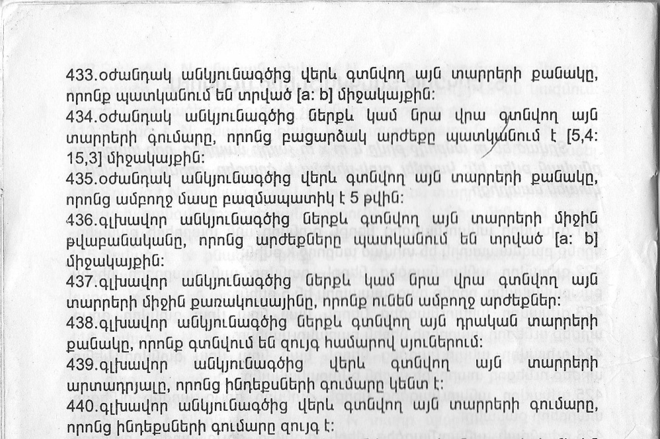 433.օժանդակ անկյունագծից վերև գտնվող այն տարրերի քանակը,
որոնք պատկանում են տրված [a: b] միջակայքին:
434.օժանդակ անկյունագծից ներքև կամ նրա վրա գտնվող այն
տարրերի գումարը, որոնց բացարձակ արժեքը պատկանում է [5,4:
15,3] միջակայքին:
435.օժանդակ անկյունագծից վերև գտնվող այն տարրերի քանակը,
որոնց ամբողջ մասը բազմապատիկ է 5 թվին:
436.գլխավոր անկյունագծից ներքև գտնվող այն տարրերի միջին
թվաբանականը, որոնց արժեքները պատկանում են տրված [a: b]
միջակայքին:
437.գլխավոր անկյունագծից ներքև կամ նրա վրա գտնվող այն
տարրերի միջին քառակուսայինը, որոնք ունեն ամբողջ արժեքներ:
438.գլխավոր անկյունագծից ներքև գտնվող այն դրական տարրերի
քանակը, որոնք գտնվում են զույգ համարով սյուներում:
439.գլխավոր անկյունագծից վերև գտնվող այն տարրերի
արտադրյալը, որոնց ինդեքսների գումարը կենտ է:
440.գլխավոր անկյունագծից վերև գտնվող այն տարրերի գումարը,
որոնց ինդեքսների գումարը զույգ է: